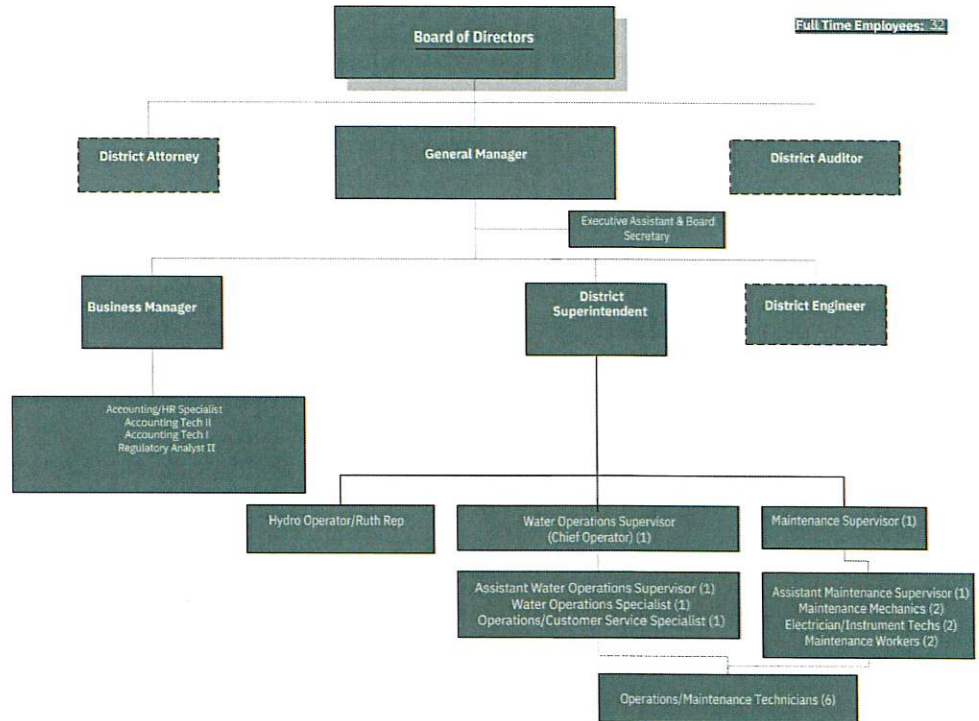 Board of Directors
Full Time Employees: 32
District Attorney
General Manager
District Auditor
Executive Assistant & Board
Secretary
Business Manager
District
Superintendent
District Engineer
Accounting/HR Specialist
Accounting Tech II
Accounting Tech I
Regulatory Analyst II
Hydro Operator/Ruth Rep
Water Operations Supervisor
(Chief Operator) (1)
Maintenance Supervisor (1)
Assistant Water Operations Supervisor (1)
Water Operations Specialist (1)
Operations/Customer Service Specialist (1)
Assistant Maintenance Supervisor (1)
Maintenance Mechanics (2)
Electrician/Instrument Techs (2)
Maintenance Workers (2)
Operations/Maintenance Technicians (6)